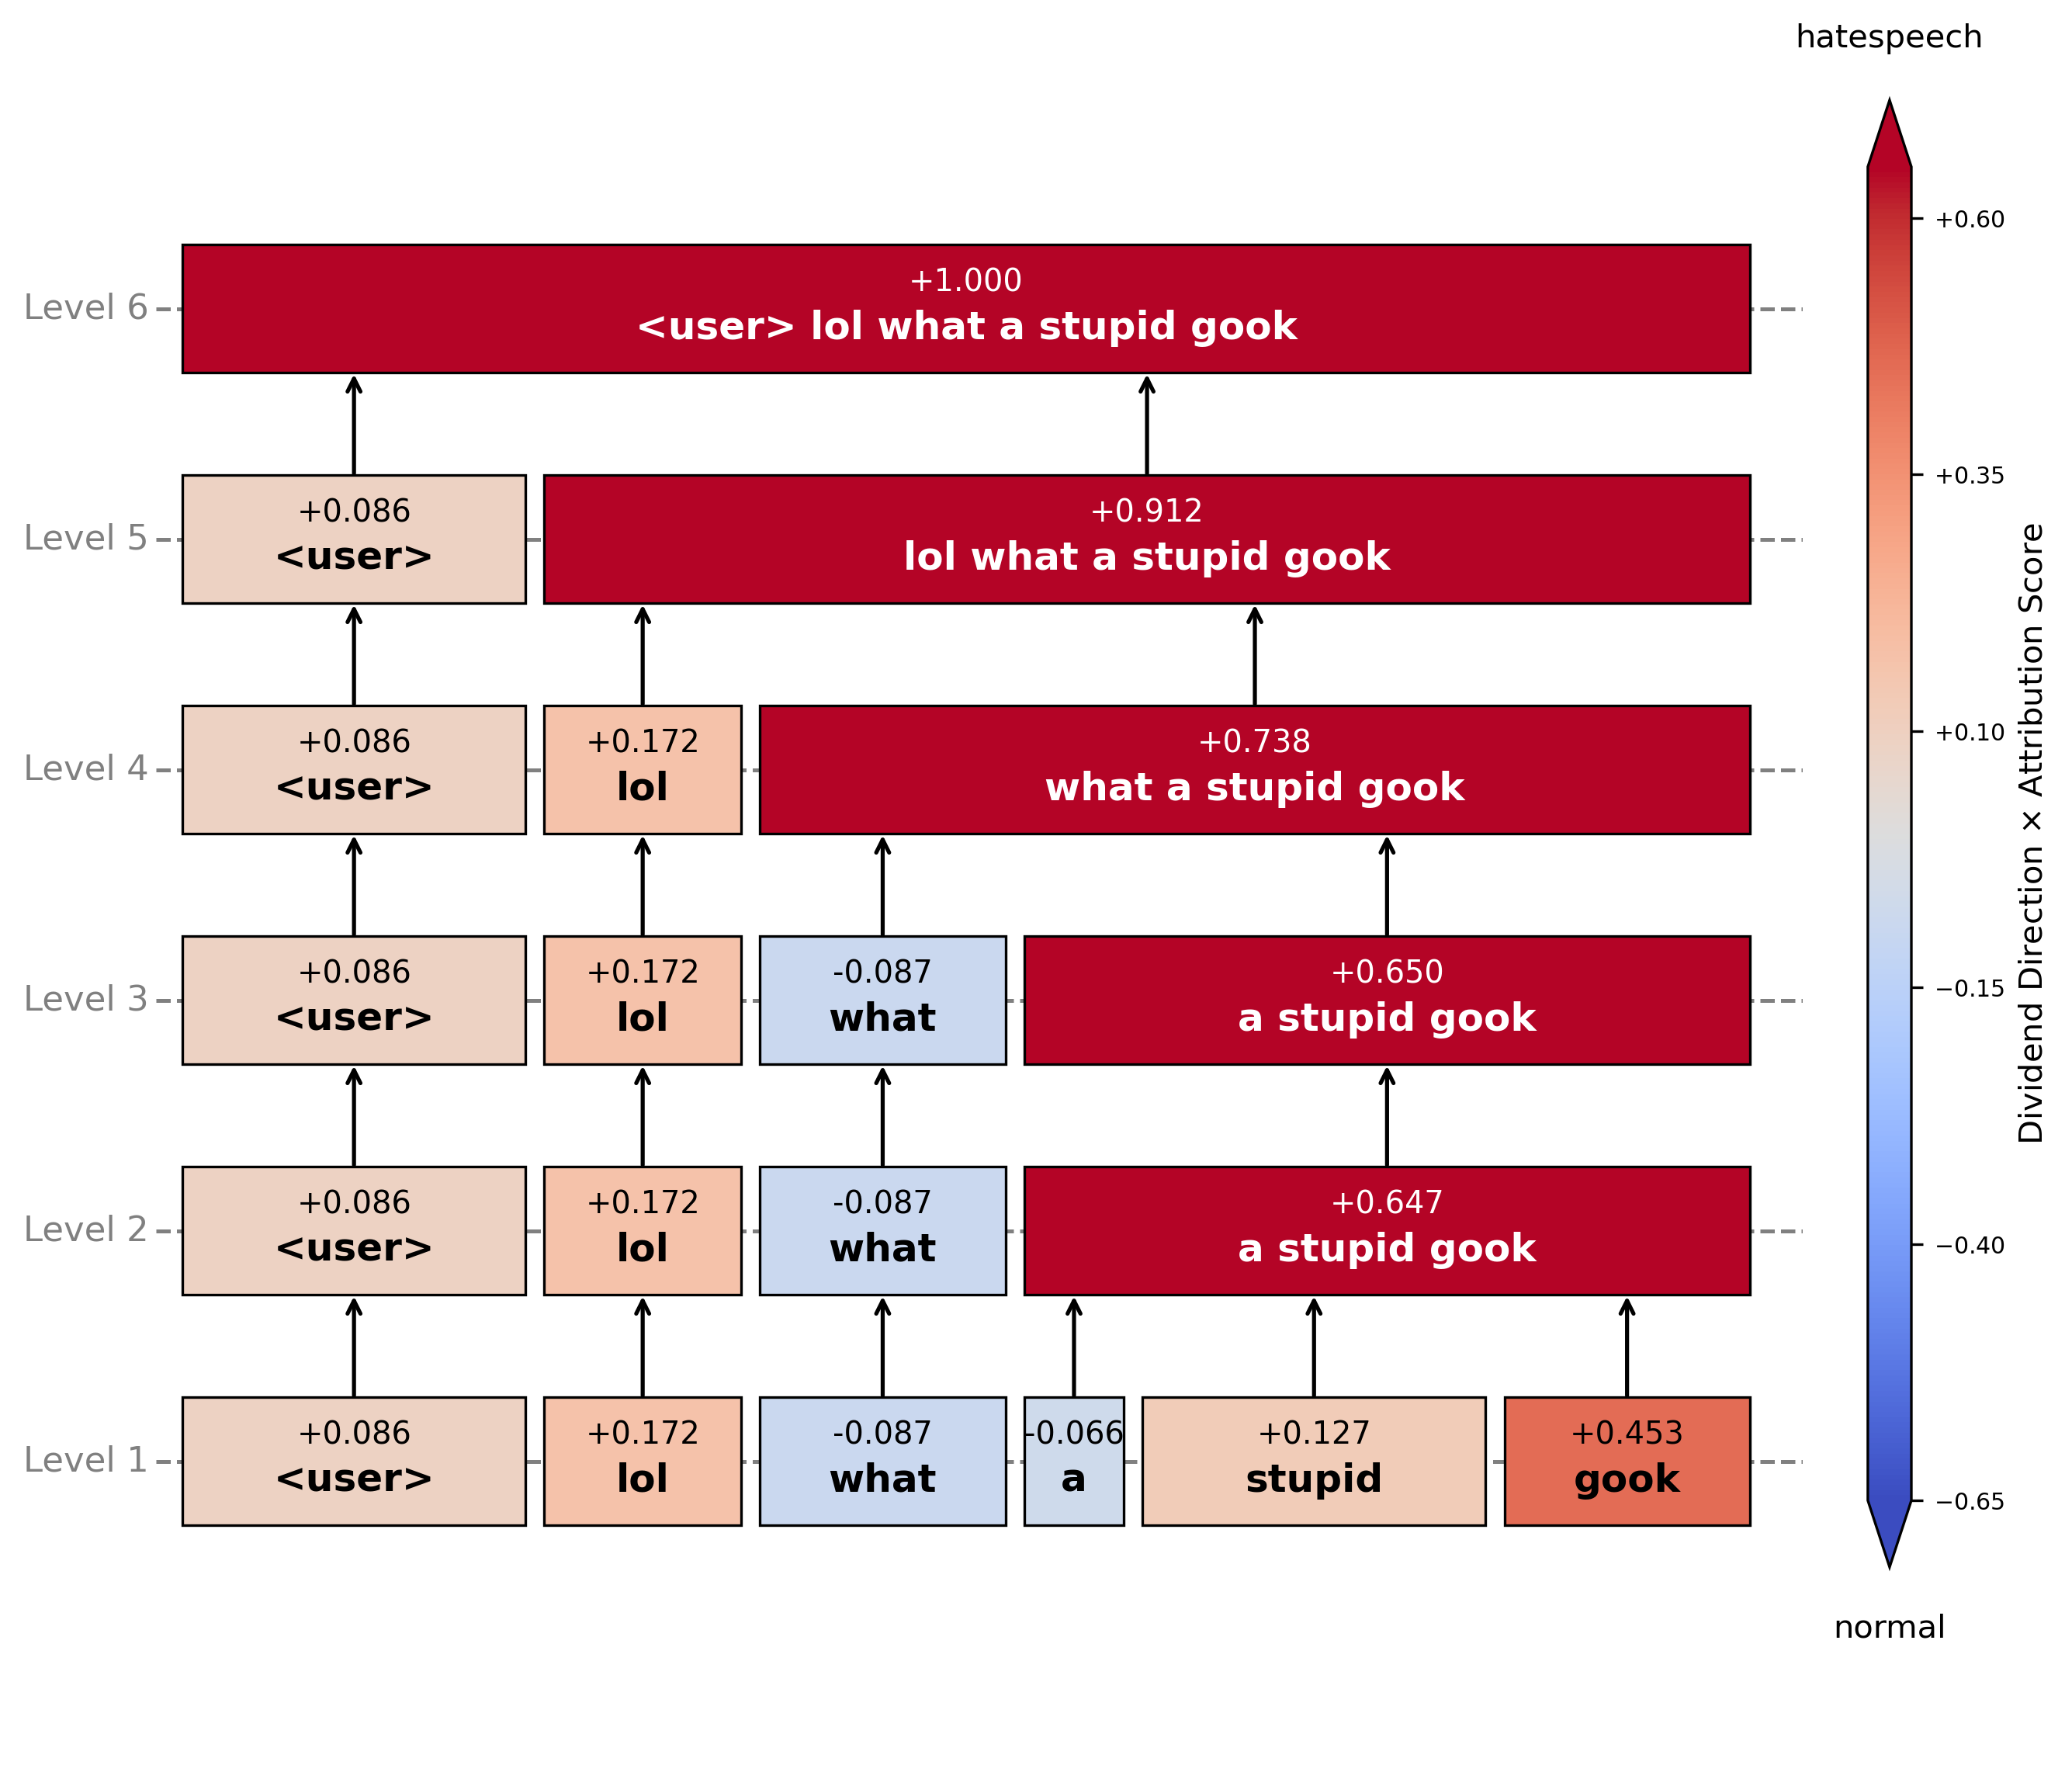 hatespeech
Level 6
+1.000
<user> lol what a stupid gook
Level 5
+0.086
<user>
+0.912
lol what a stupid gook
Level 4
+0.086
<user>
+0.172
lol
+0.738
what a stupid gook
Level 3
+0.086
<user>
+0.172
lol
-0.087
what
+0.650
a stupid gook
Level 2
+0.086
<user>
+0.172
lol
-0.087
what
+0.647
a stupid gook
Level 1
+0.086
<user>
+0.172
lol
-0.087
what
-0.066
a
+0.127
stupid
+0.453
gook
+0.60
+0.35
+0.10
−0.15
−0.40
−0.65
Dividend Direction × Attribution Score
normal